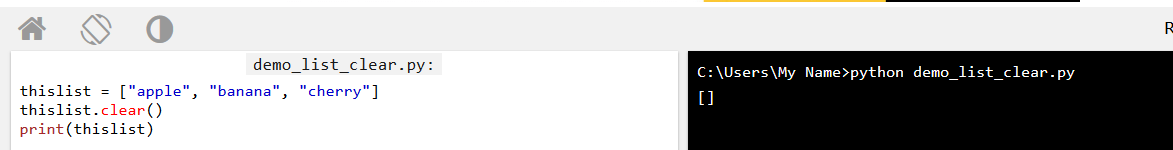 R
demo_list_clear.py:
thislist = ["apple", "banana", "cherry"]
thislist.clear()
print(thislist)
C:\Users\My Name>python demo_list_clear.py
[]